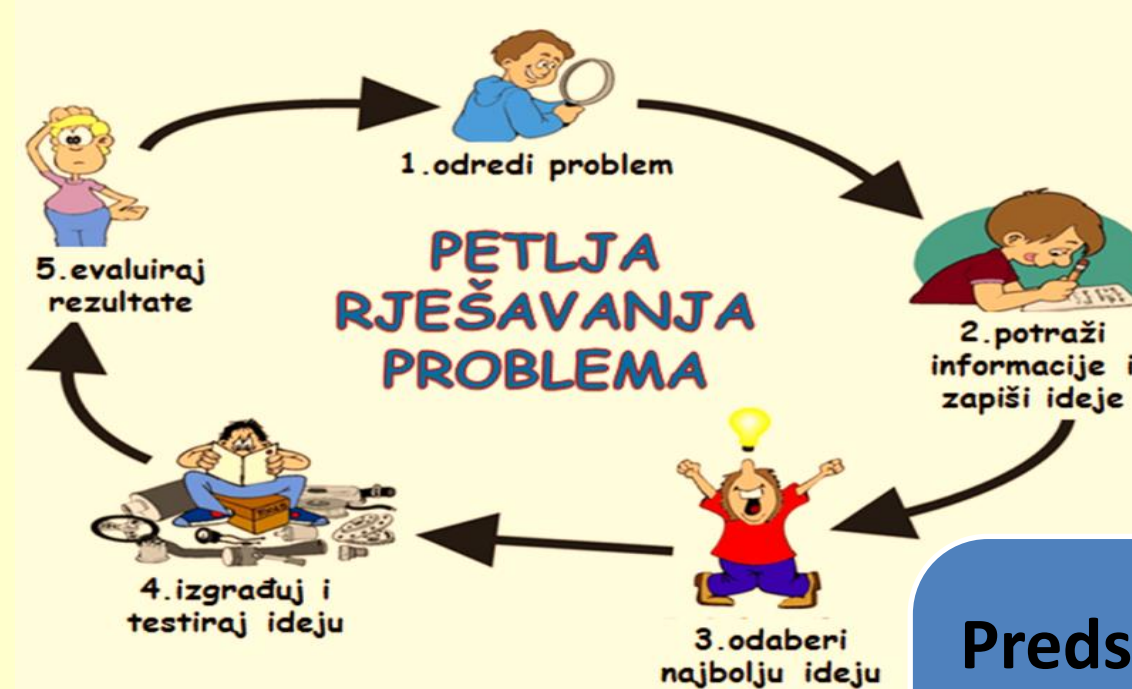 1.odredi problem
PETLJA
RJEŠAVANJA
PROBLEMA
2.potraži
informacije i
zapiši ideje
3.odaberi
najbolju ideju
4.izgrađuj i
testiraj ideju
5.evaluiraj
rezultate
Preds